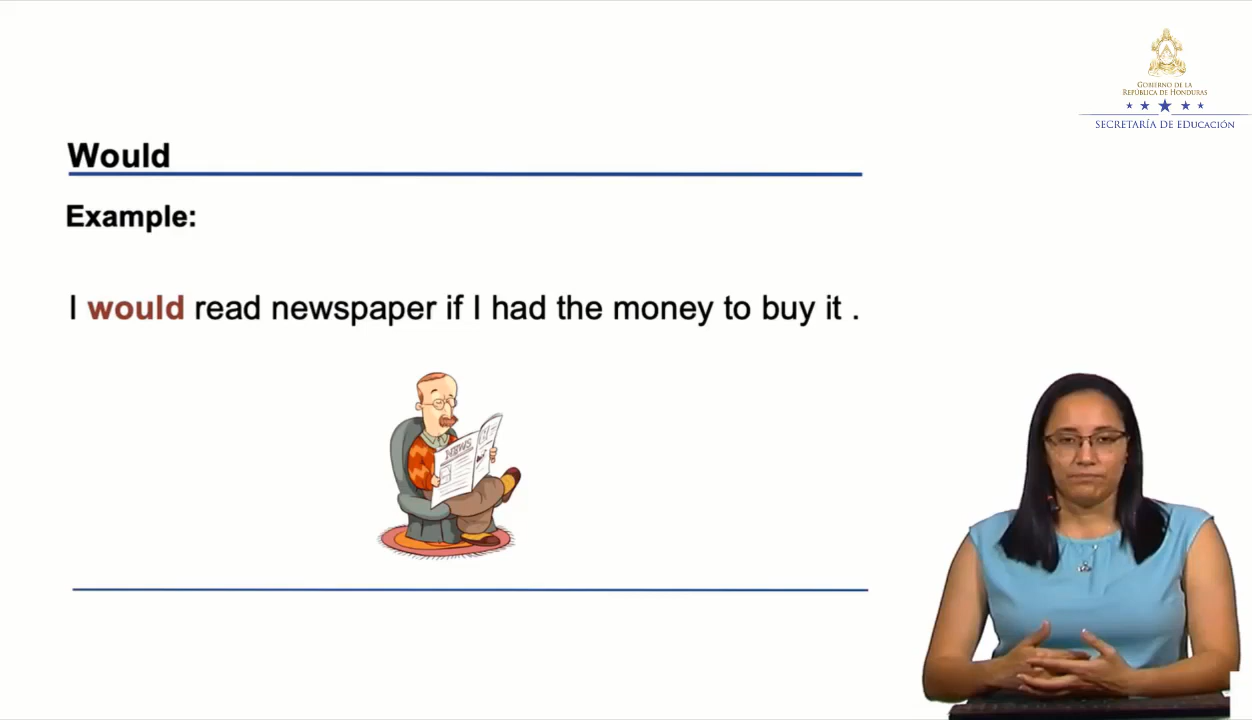 GOBIERNO DE LA
REPÚBLICA DE HONDURAS
SECRETARÍA DE EDUCACIÓN
Would
Example:
I would read newspaper if I had the money to buy it .
NEWS